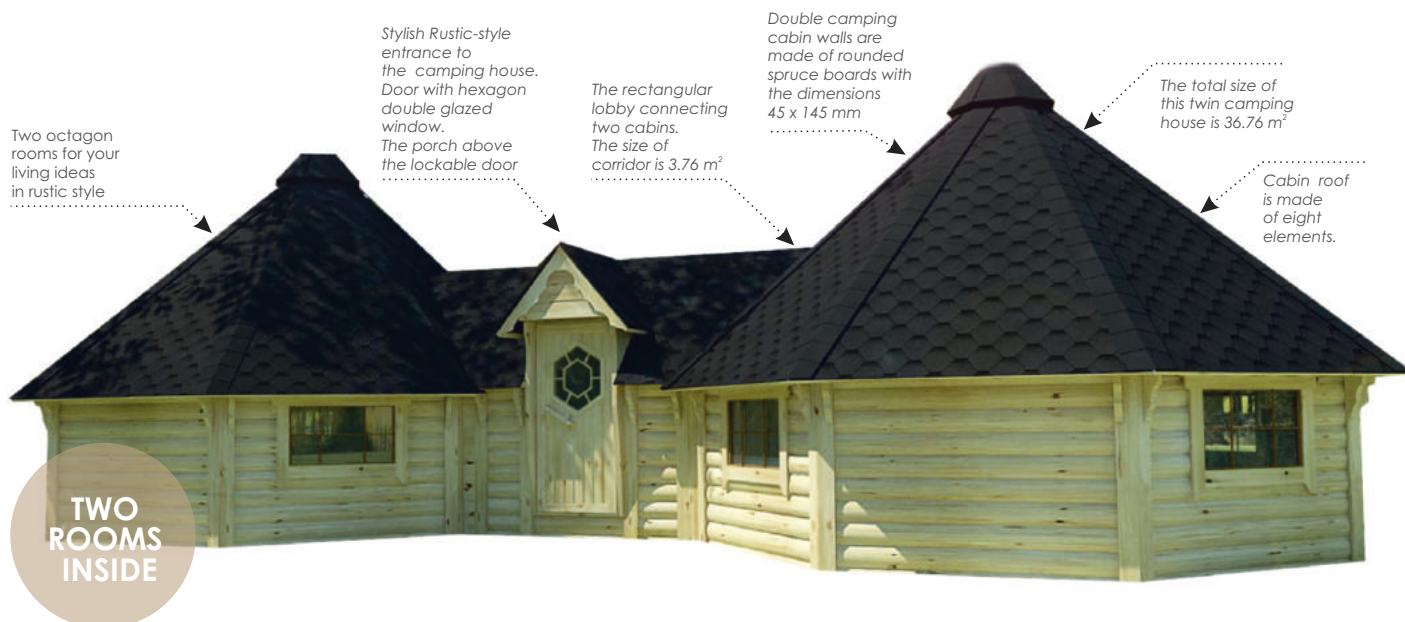 Two octagon
rooms for your
living ideas
in rustic style
Stylish Rustic-style
entrance to
the camping house.
Door with hexagon
double glazed
window.
The porch above
the lockable door
The rectangular
lobby connecting
two cabins.
The size of
corridor is 3.76 m²
Double camping
cabin walls are
made of rounded
spruce boards with
the dimensions
45 x 145 mm
The total size of
this twin camping
house is 36.76 m²
Cabin roof
is made
of eight
elements.
TWO
ROOMS
INSIDE